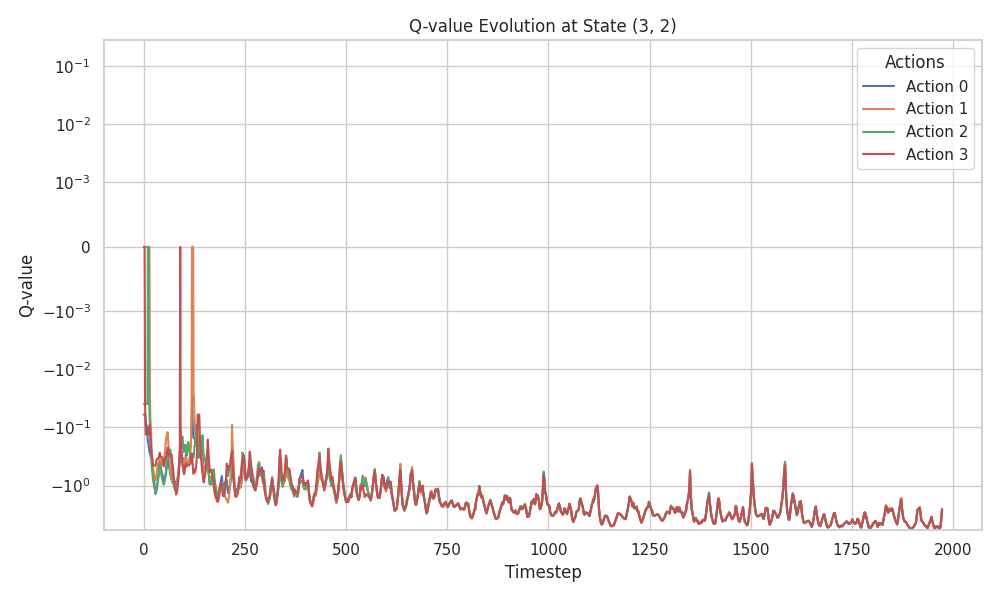 Q-value Evolution at State (3, 2)
Q-value
10⁻¹
10⁻²
10⁻³
0
−10⁻³
−10⁻²
−10⁻¹
−10⁰
Actions
Action 0
Action 1
Action 2
Action 3
0 250 500 750 1000 1250 1500 1750 2000
Timestep